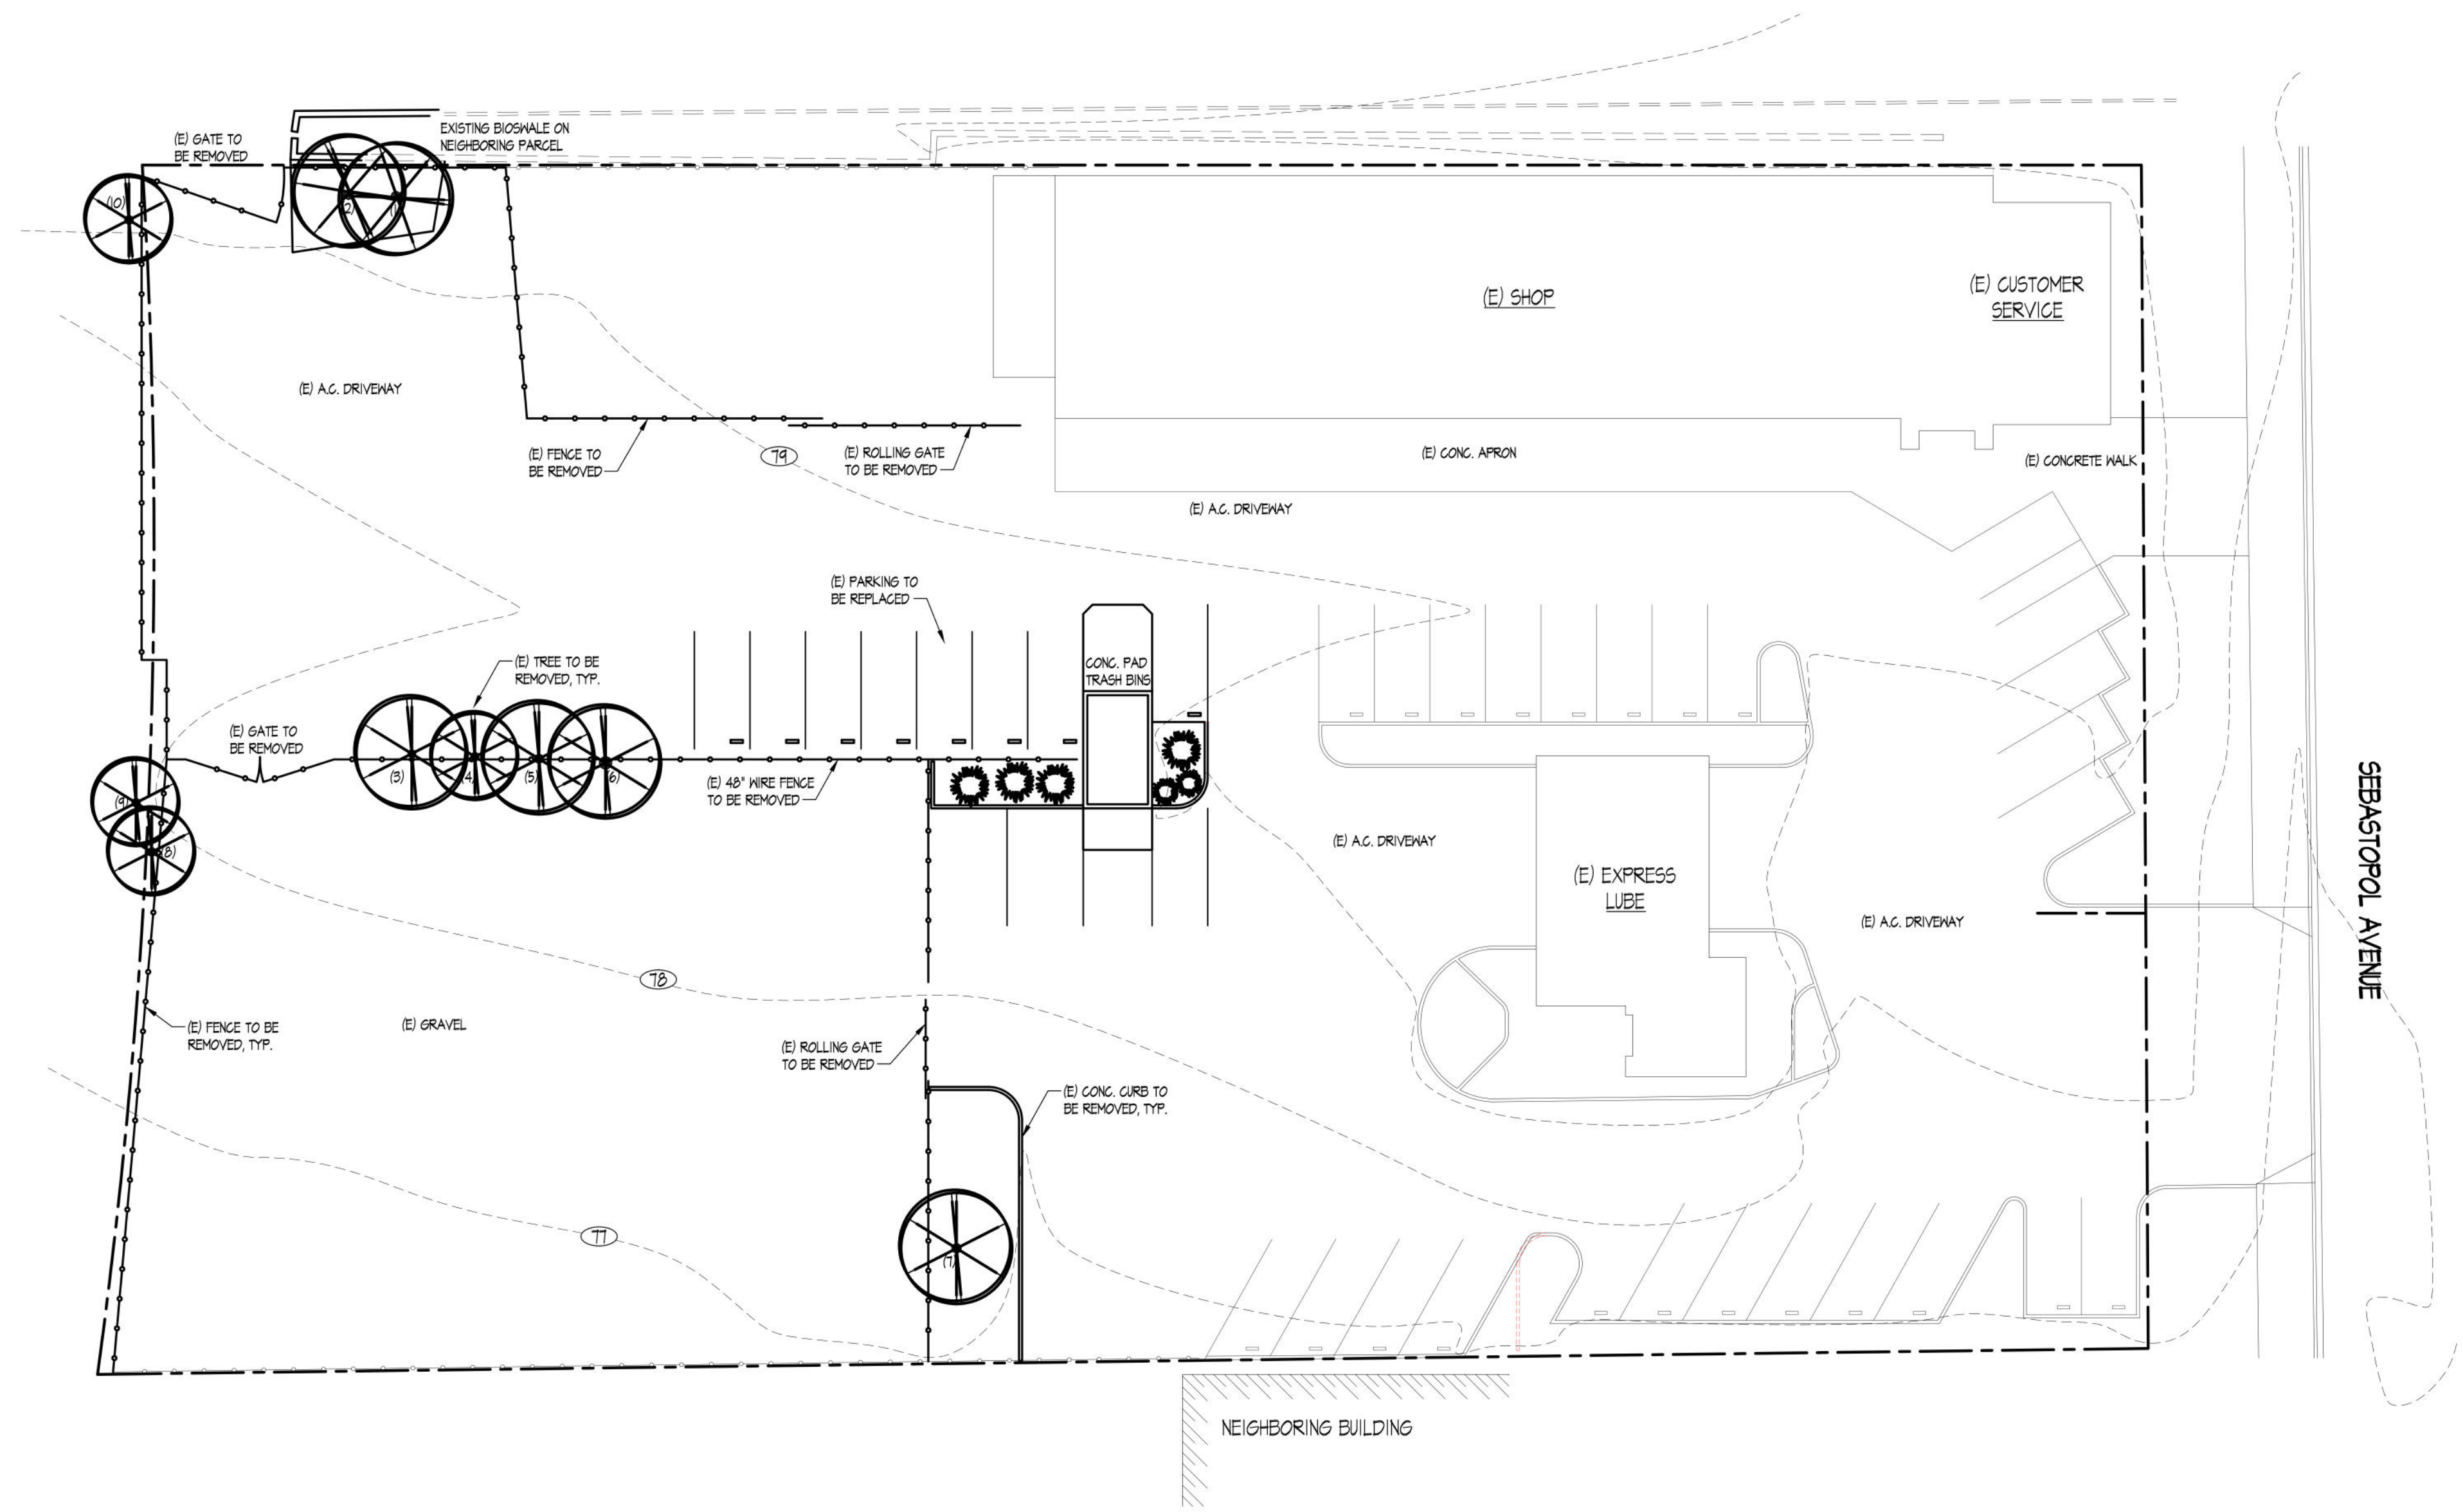 (E) GATE TO
BE REMOVED
EXISTING BIOSWALE ON
NEIGHBORING PARCEL
(10)
(2)
(1)
(E) SHOP
(E) CUSTOMER
SERVICE
(E) A.C. DRIVEWAY
(E) FENCE TO
BE REMOVED
79
(E) ROLLING GATE
TO BE REMOVED
(E) CONC. APRON
(E) CONCRETE WALK
(E) A.C. DRIVEWAY
(E) PARKING TO
BE REPLACED
(E) TREE TO BE
REMOVED, TYP.
CONC. PAD
TRASH BINS
(E) GATE TO
BE REMOVED
(3)
(4)
(5)
(6)
(E) 48" WIRE FENCE
TO BE REMOVED
(9)
(8)
(E) A.C. DRIVEWAY
(E) EXPRESS
LUBE
(E) A.C. DRIVEWAY
SEBASTOPOL AVENUE
78
(E) FENCE TO BE
REMOVED, TYP.
(E) GRAVEL
(E) ROLLING GATE
TO BE REMOVED
(E) CONC. CURB TO
BE REMOVED, TYP.
77
(7)
NEIGHBORING BUILDING